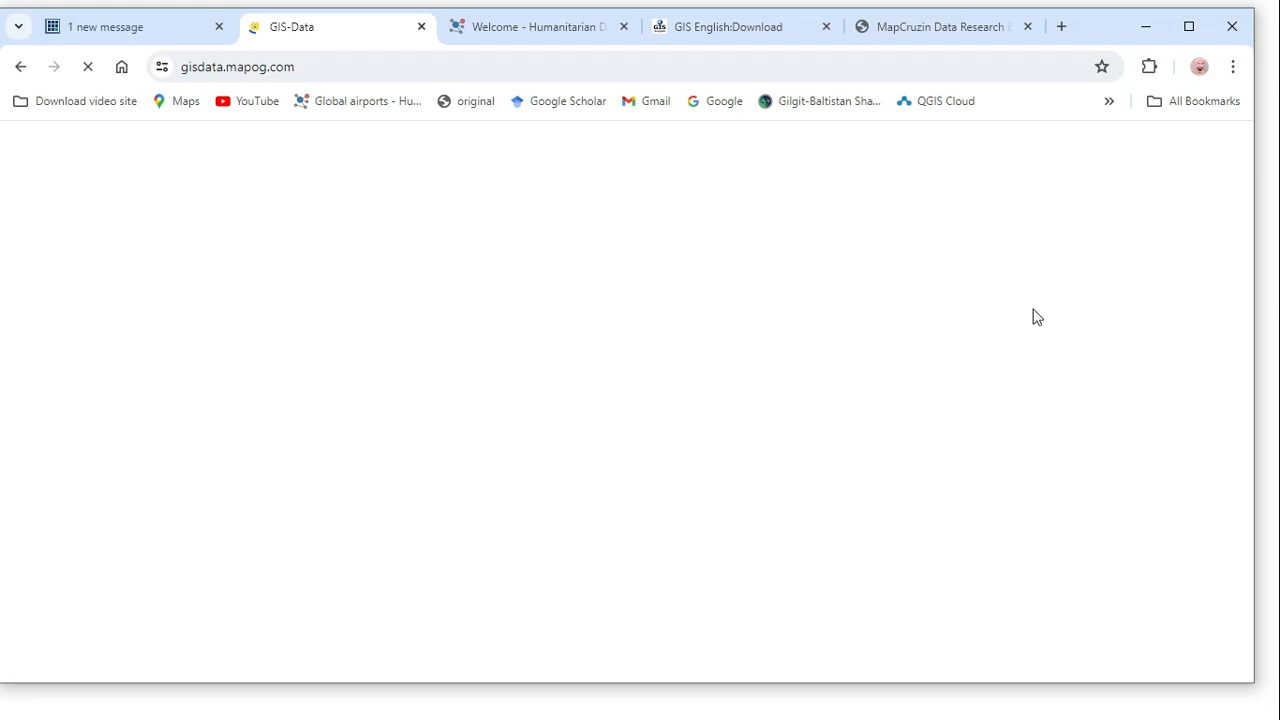 1 new message
GIS-Data
Welcome - Humanitarian D
GIS English:Download
MapCruzin Data Research &
gisdata.mapog.com
Download video site
Maps
YouTube
Global airports - Hu...
original
Google Scholar
Gmail
Google
Gilgit-Baltistan Sha...
QGIS Cloud
All Bookmarks